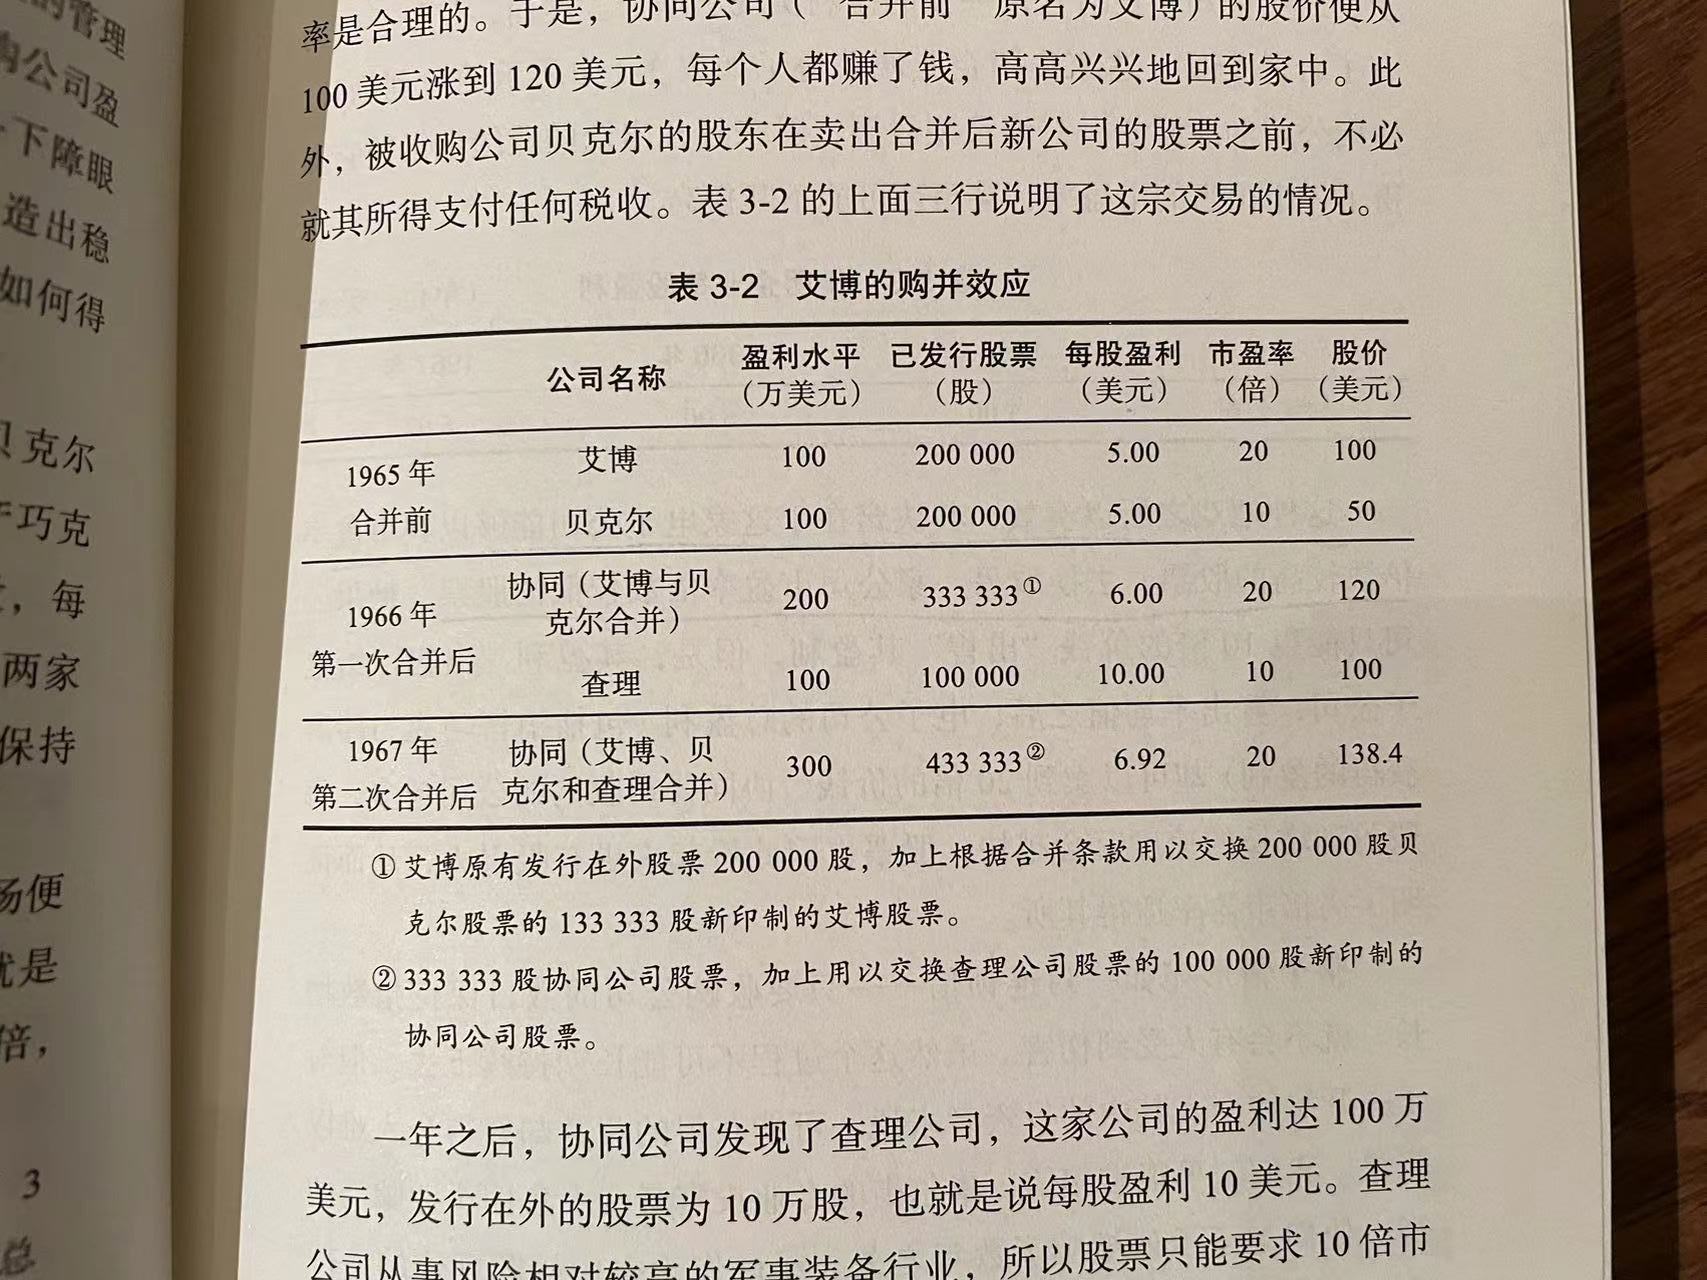 的管理
购公司盈
下障眼
造出稳
如何得
贝克尔
巧克
，每
两家
保持
场便
就是
倍，
3
总
率是合理的。于是，协同公司（“合并前”原名为艾博）的股价便从
100 美元涨到 120 美元，每个人都赚了钱，高高兴兴地回到家中。此
外，被收购公司贝克尔的股东在卖出合并后新公司的股票之前，不必
就其所得支付任何税收。表 3-2 的上面三行说明了这宗交易的情况。
表 3-2 艾博的购并效应
公司名称 盈利水平（万美元） 已发行股票（股） 每股盈利（美元） 市盈率（倍） 股价（美元）
1965 年 艾博 100 200 000 5.00 20 100
合并前 贝克尔 100 200 000 5.00 10 50
1966 年 协同（艾博与贝克尔合并） 200 333 333① 6.00 20 120
第一次合并后 查理 100 100 000 10.00 10 100
1967 年 第二次合并后 协同（艾博、贝克尔和查理合并） 300 433 333② 6.92 20 138.4
① 艾博原有发行在外股票 200 000 股，加上根据合并条款用以交换 200 000 股贝
克尔股票的 133 333 股新印制的艾博股票。
② 333 333 股协同公司股票，加上用以交换查理公司股票的 100 000 股新印制的
协同公司股票。
一年之后，协同公司发现了查理公司，这家公司的盈利达 100 万
美元，发行在外的股票为 10 万股，也就是说每股盈利 10 美元。查理
公司从事风险相对较高的军事装备行业，所以股票只能要求 10 倍市